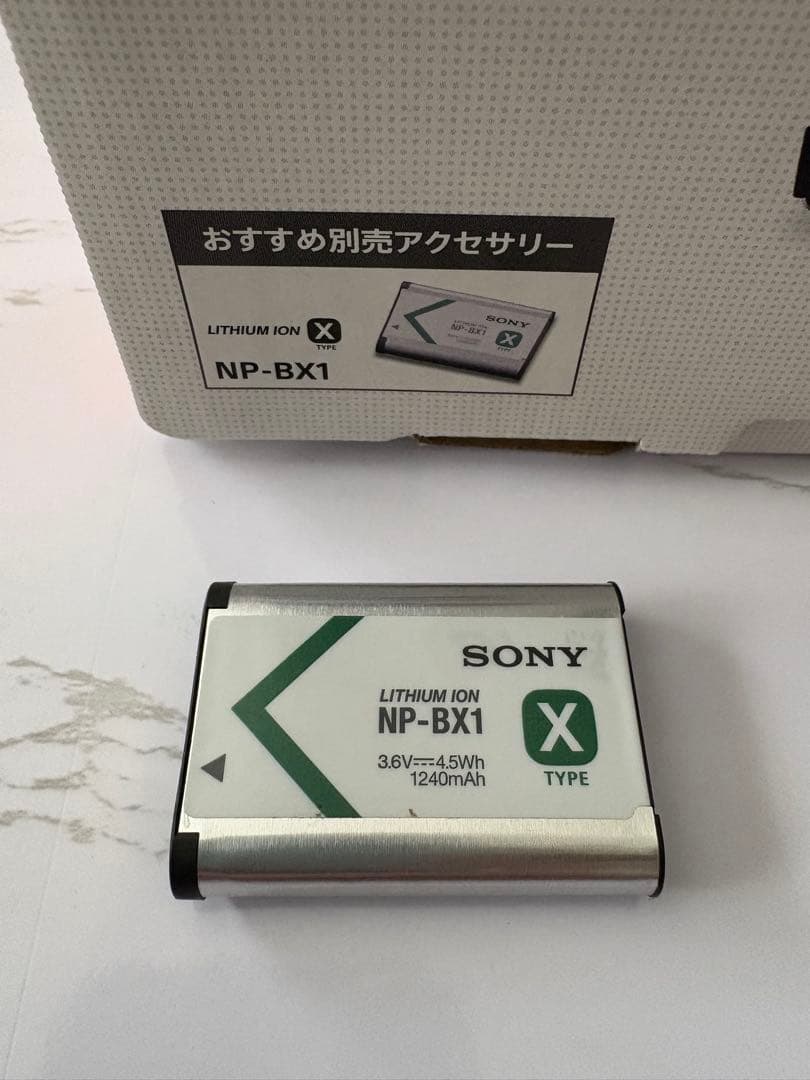 おすすめ別売アクセサリー
LITHIUM ION X
TYPE
NP-BX1
SONY
NP-BX1
X
SONY
LITHIUM ION
NP-BX1
X
3.6V⎓4.5Wh
1240mAh
TYPE